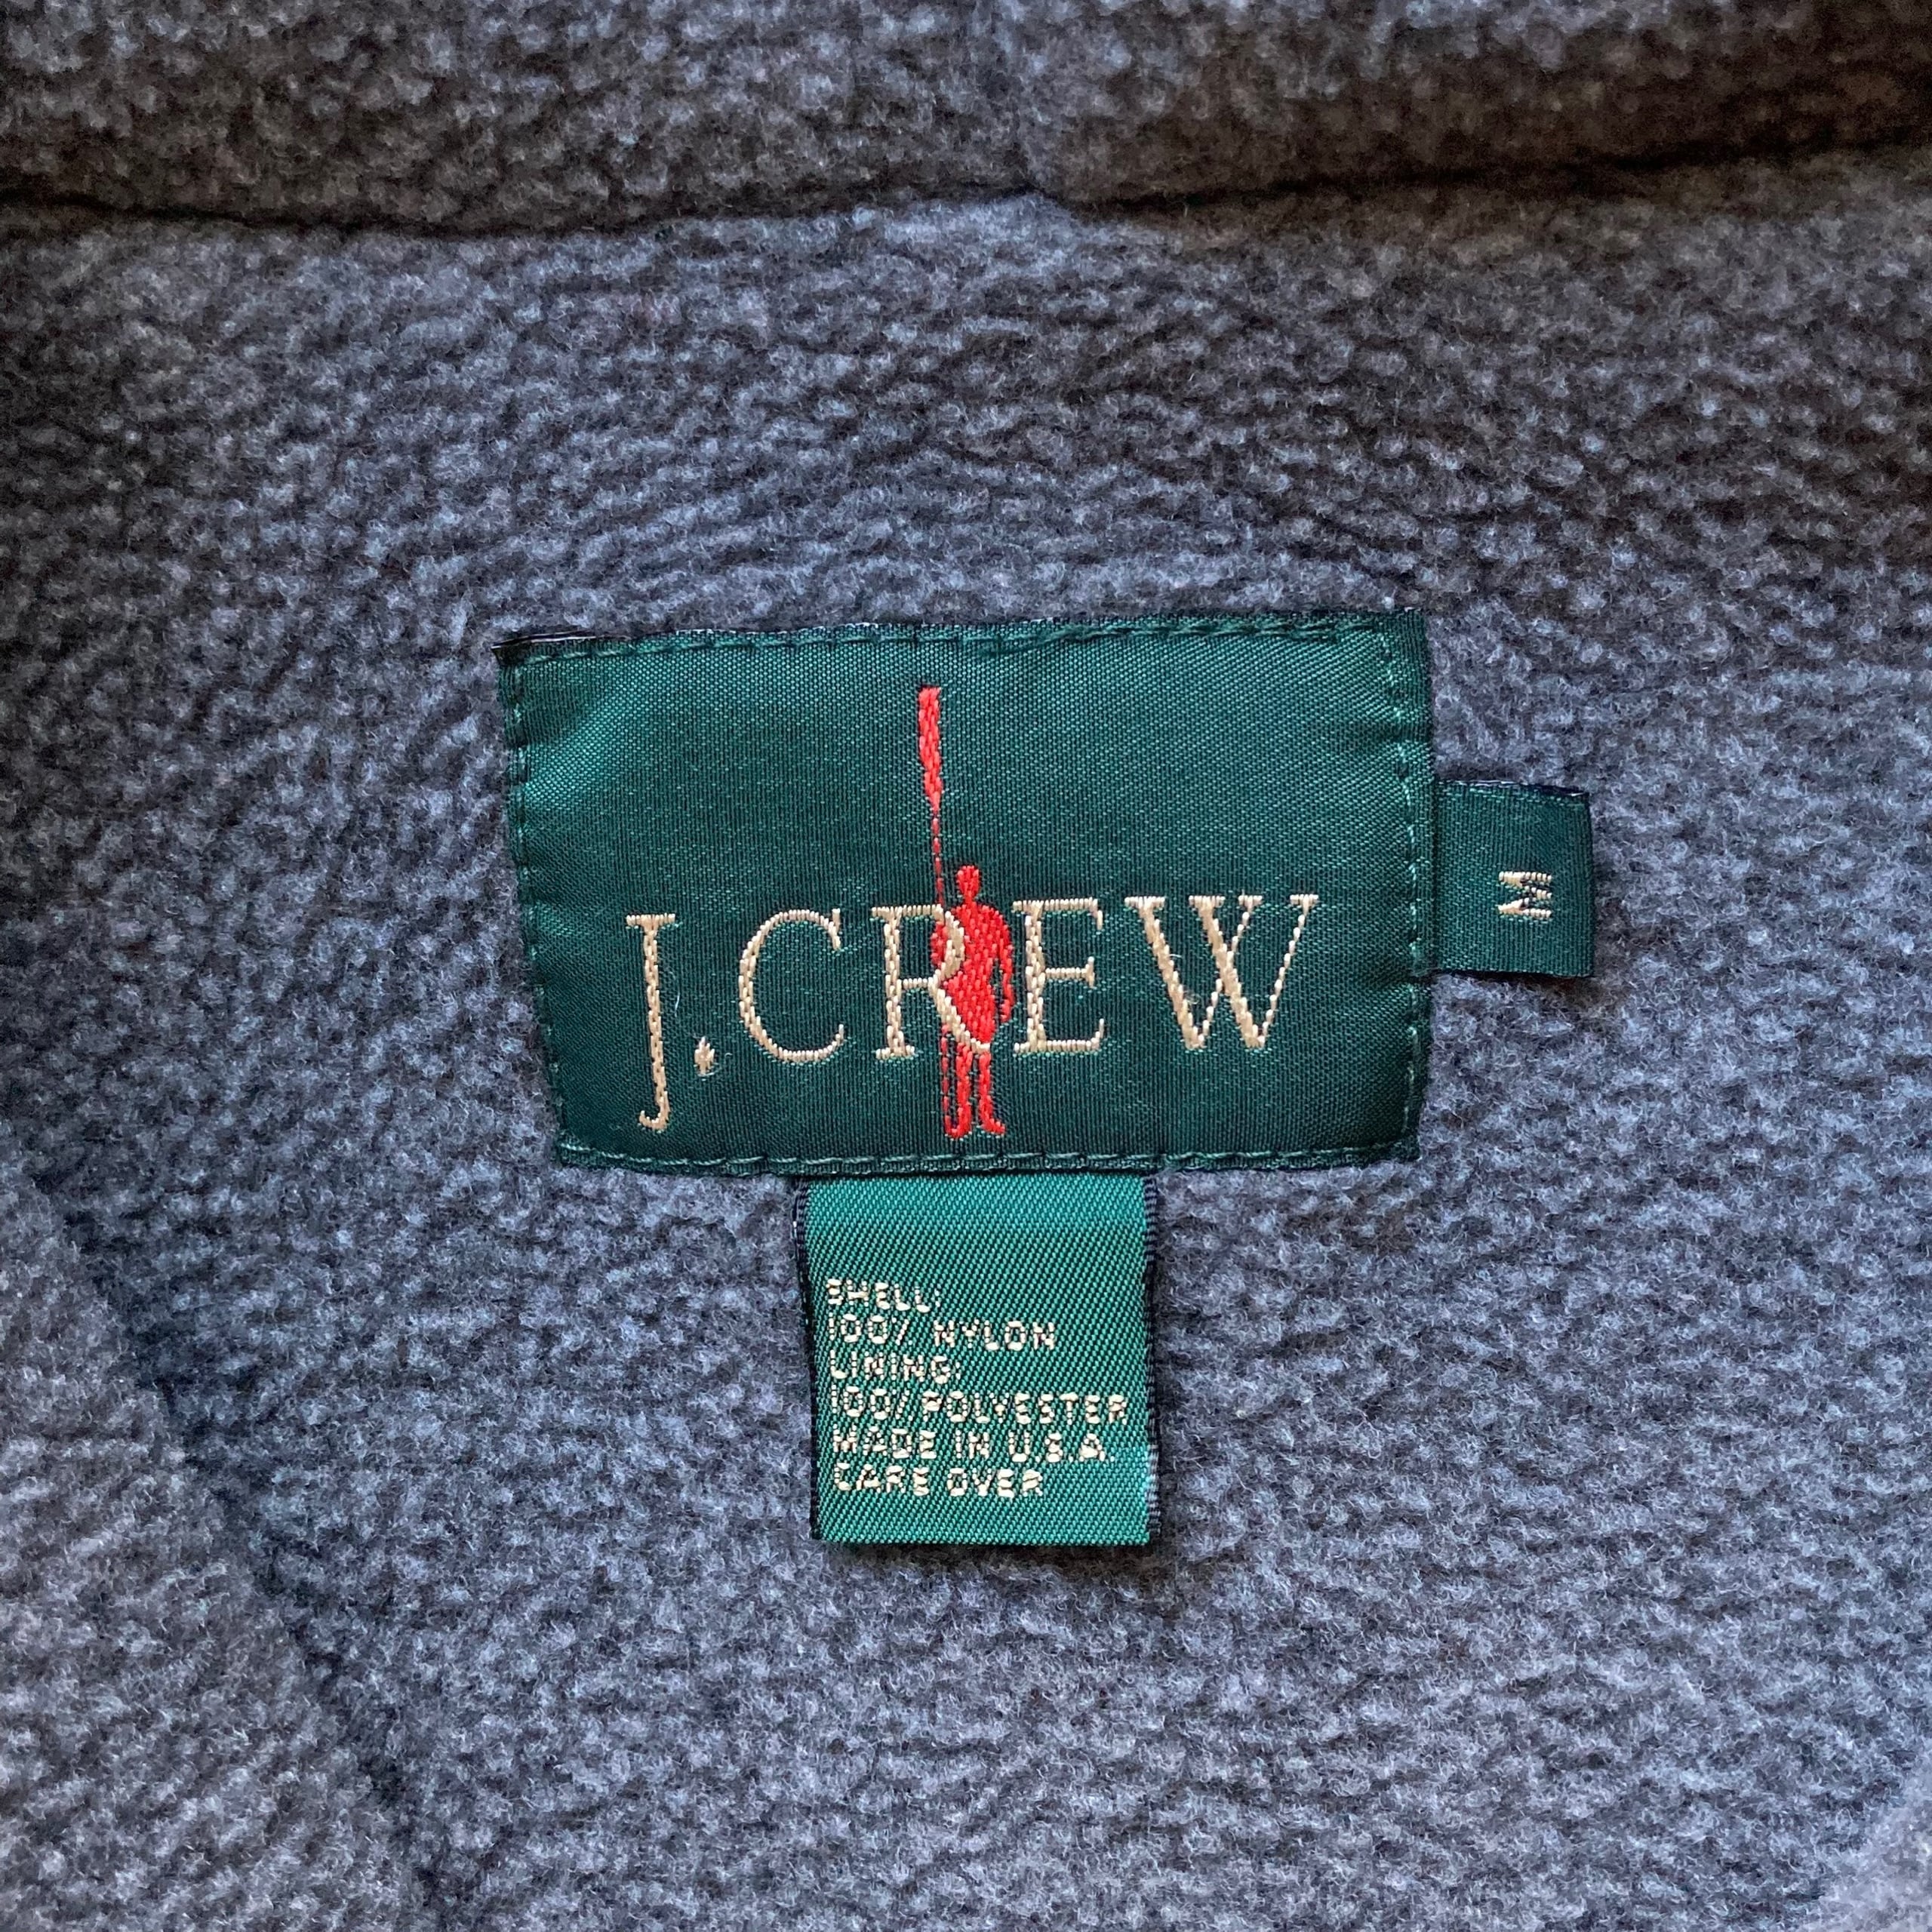 J.CREW
M
SHELL:
100% NYLON
LINING:
100% POLYESTER
MADE IN U.S.A.
CARE OVER